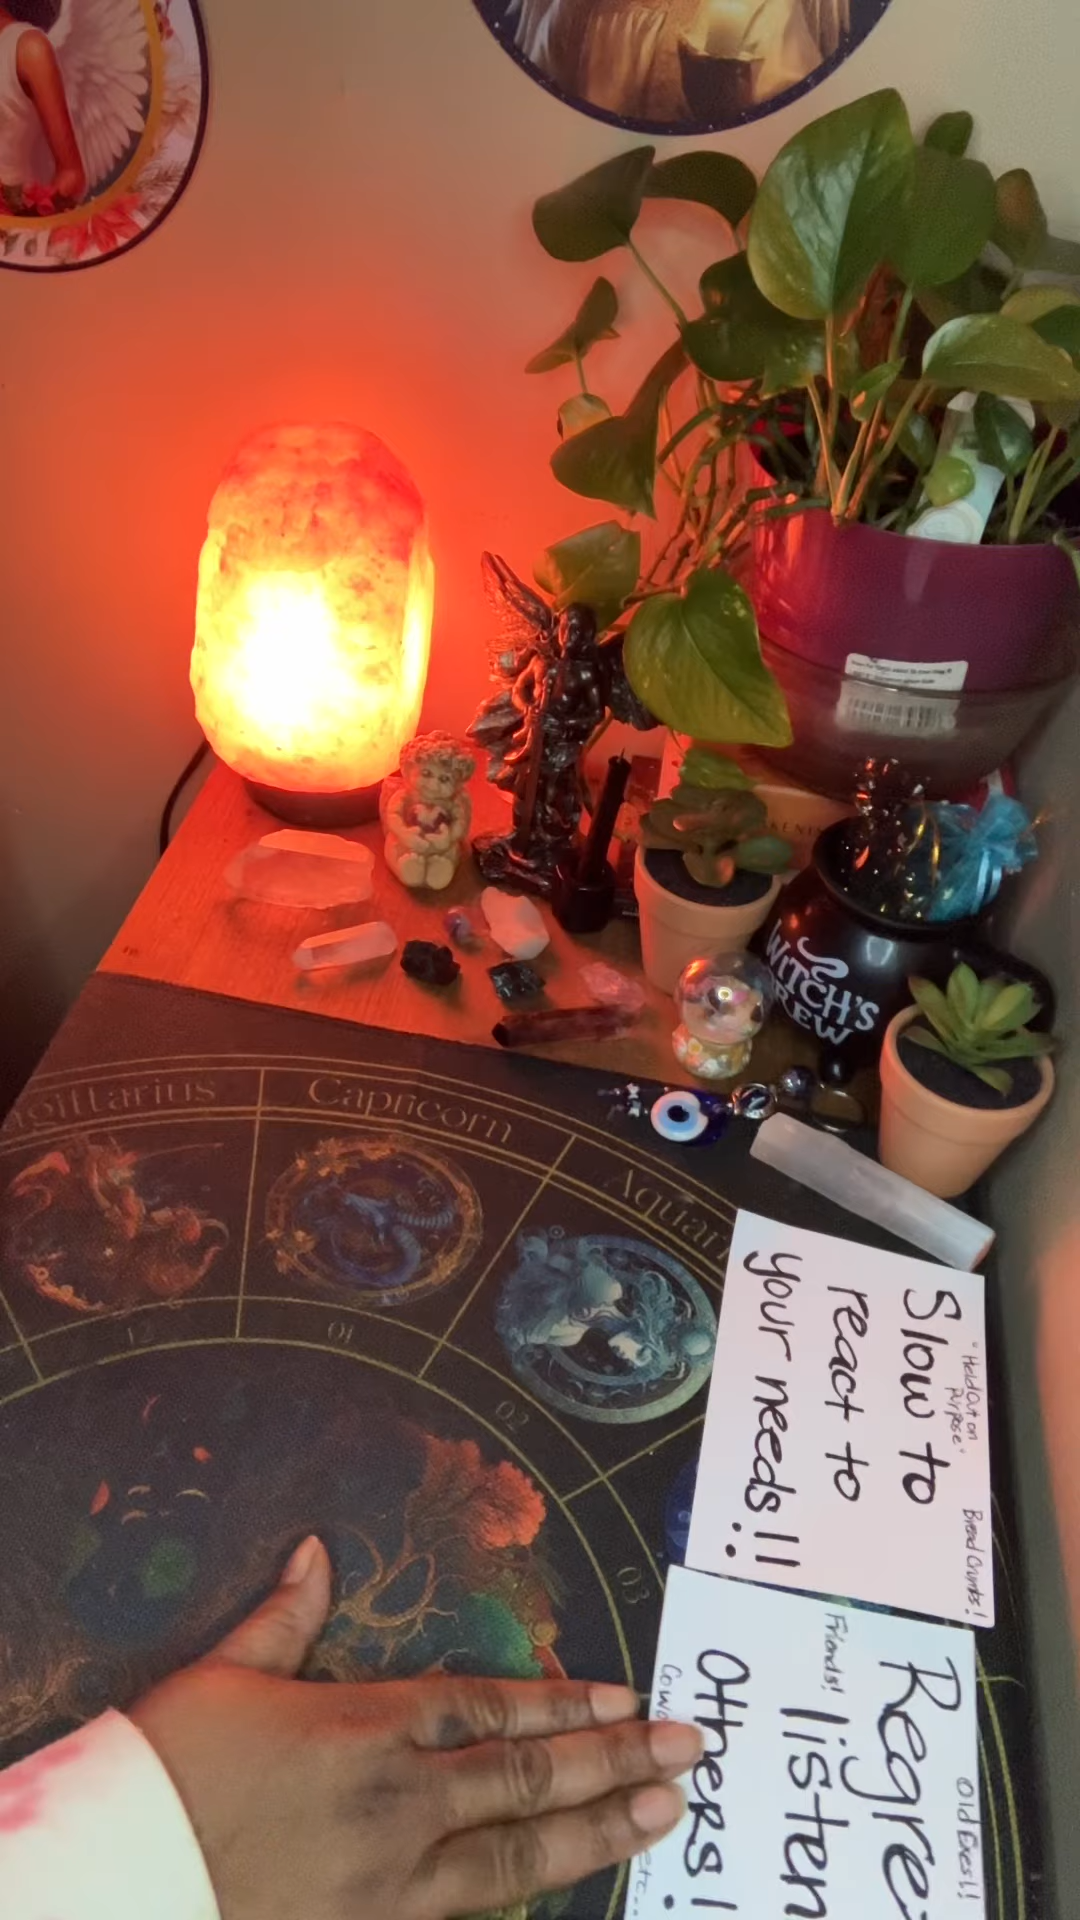 Sagittarius
Capricorn
Aquari
12
01
02
03
WITCH'S
BREW
Slow to
react to
your needs!!
"Hold out on
purpose"
Bread Crumbs!
Regre
listen
Others!
Friends!
Old Exes!!
Cowo
etc...